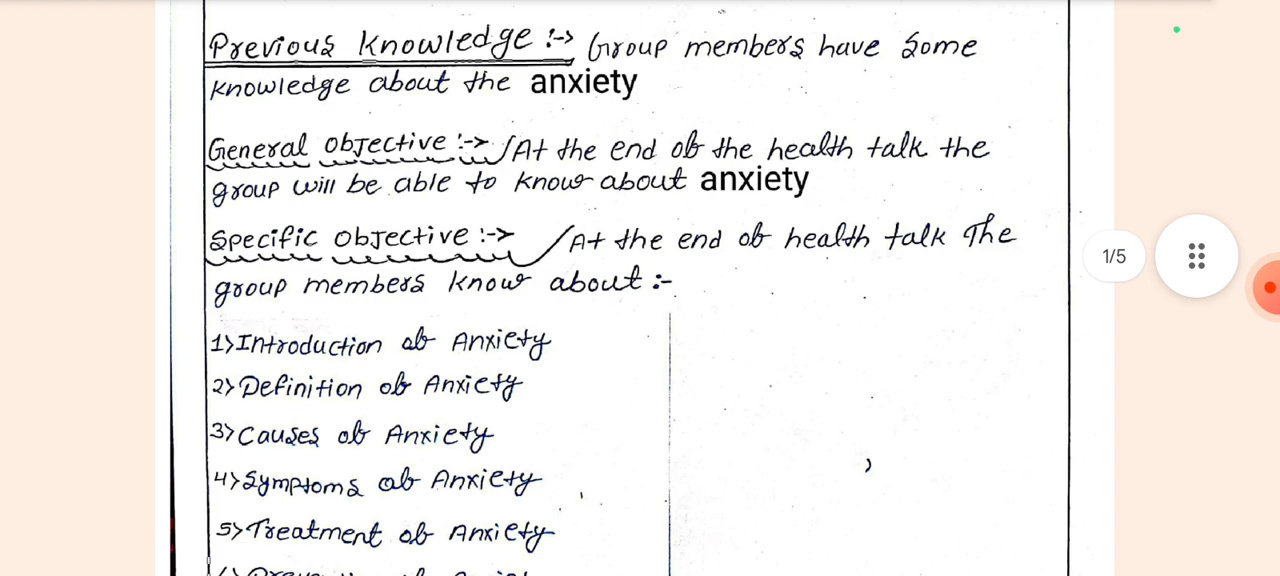 Previous knowledge :-> Group members have some
knowledge about the anxiety
General objective :-> At the end of the health talk the
group will be able to know about anxiety
Specific objective :-> At the end of health talk The
group members know about :-
1/5
1> Introduction of Anxiety
2> Definition of Anxiety
3> Causes of Anxiety
4> Symptoms of Anxiety
5> Treatment of Anxiety